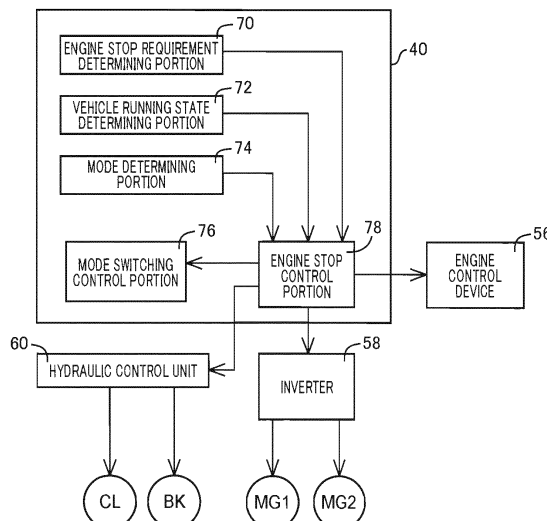 70
ENGINE STOP REQUIREMENT
DETERMINING PORTION
40
72
VEHICLE RUNNING STATE
DETERMINING PORTION
74
MODE DETERMINING
PORTION
76
MODE SWITCHING
CONTROL PORTION
78
ENGINE STOP
CONTROL
PORTION
56
ENGINE
CONTROL
DEVICE
60
HYDRAULIC CONTROL UNIT
58
INVERTER
CL
BK
MG1
MG2